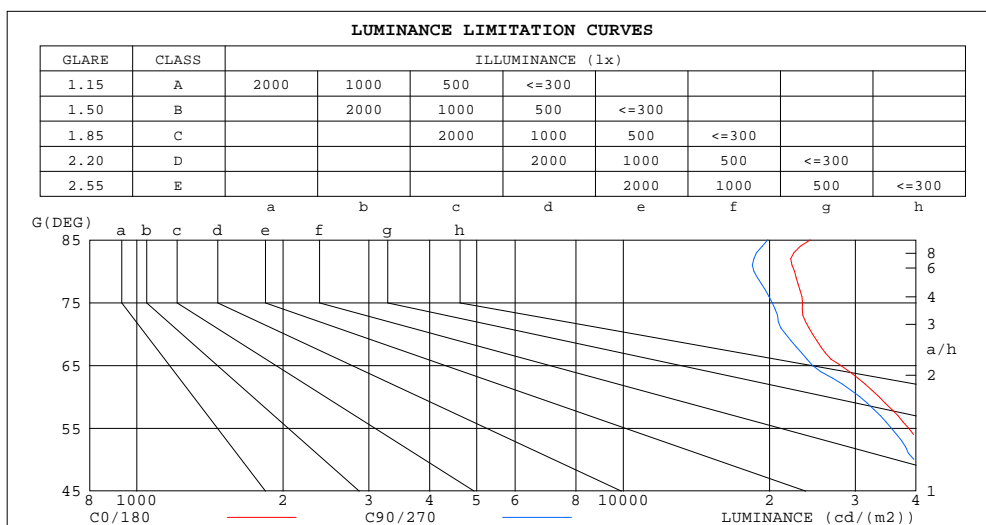 LUMINANCE LIMITATION CURVES
GLARE CLASS ILLUMINANCE (lx)
1.15 A 2000 1000 500 <=300
1.50 B 2000 1000 500 <=300
1.85 C 2000 1000 500 <=300
2.20 D 2000 1000 500 <=300
2.55 E 2000 1000 500 <=300
a b c d e f g h
G(DEG)
85 a b c d e f g h 8
6
75 4
3
a/h
65 2
55
45 1
8 1000 2 3 4 5 6 8 10000 2 3 4
C0/180 C90/270 LUMINANCE (cd/(m2))